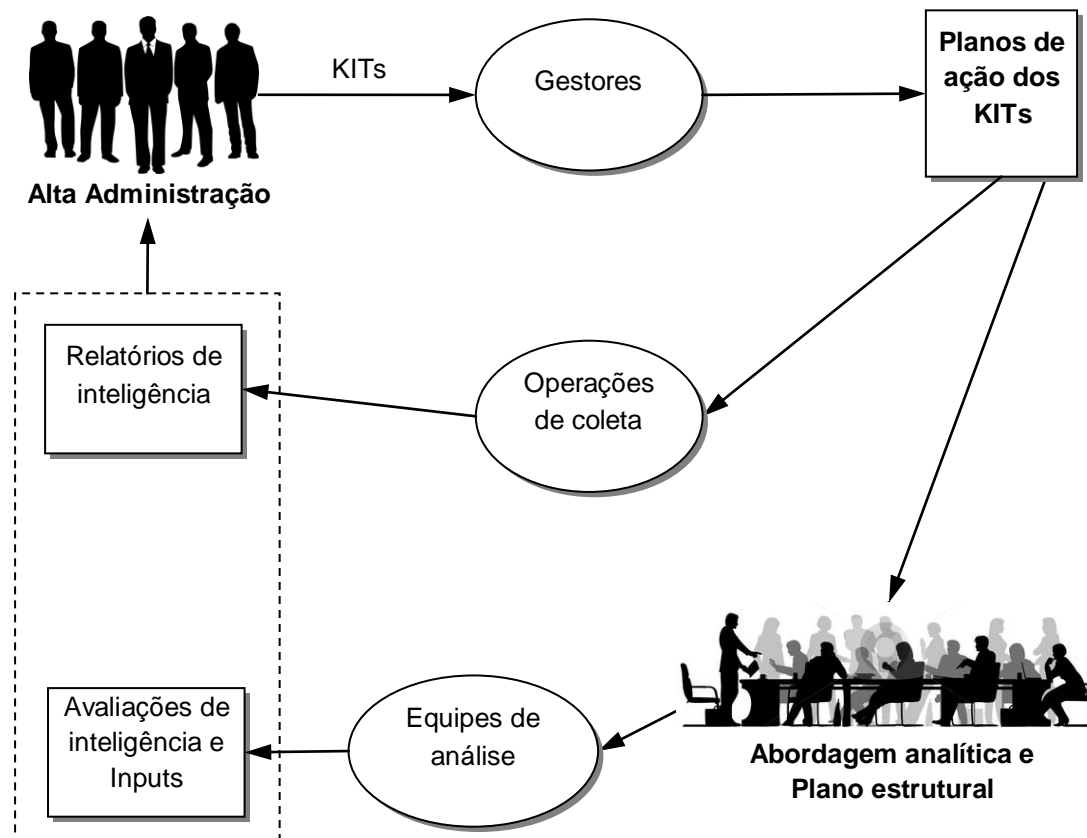 KITs
Gestores
Planos de
ação dos
KITs
Alta Administração
Relatórios de
inteligência
Operações
de coleta
Avaliações de
inteligência e
Inputs
Equipes de
análise
Abordagem analítica e
Plano estrutural